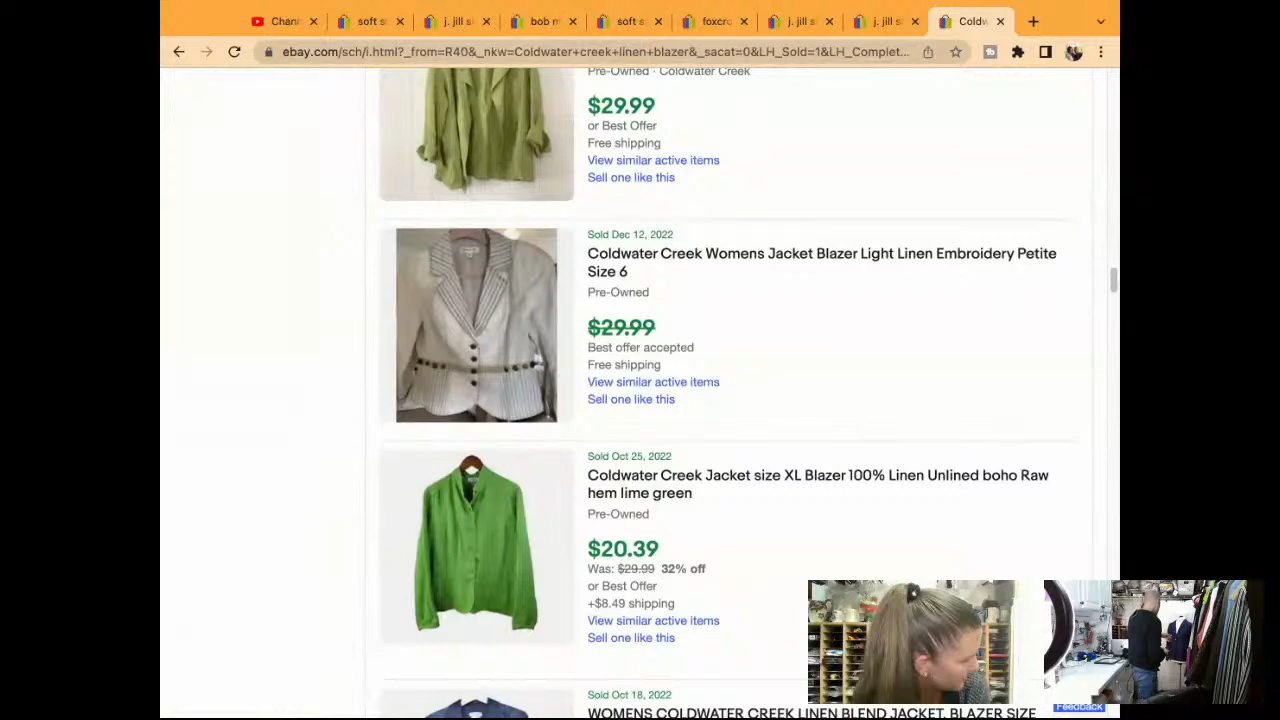 Chann
soft s
j. jill s
bob m
soft s
foxcro
j. jill s
j. jill s
Coldw
ebay.com/sch/i.html?_from=R40&_nkw=Coldwater+creek+linen+blazer&_sacat=0&LH_Sold=1&LH_Complet...
Pre-Owned · Coldwater Creek
$29.99
or Best Offer
Free shipping
View similar active items
Sell one like this
Sold Dec 12, 2022
Coldwater Creek Womens Jacket Blazer Light Linen Embroidery Petite
Size 6
Pre-Owned
$29.99
Best offer accepted
Free shipping
View similar active items
Sell one like this
Sold Oct 25, 2022
Coldwater Creek Jacket size XL Blazer 100% Linen Unlined boho Raw
hem lime green
Pre-Owned
$20.39
Was: $29.99 32% off
or Best Offer
+$8.49 shipping
View similar active items
Sell one like this
Sold Oct 18, 2022
WOMENS COLDWATER CREEK LINEN BLEND JACKET, BLAZER SIZE
Feedback